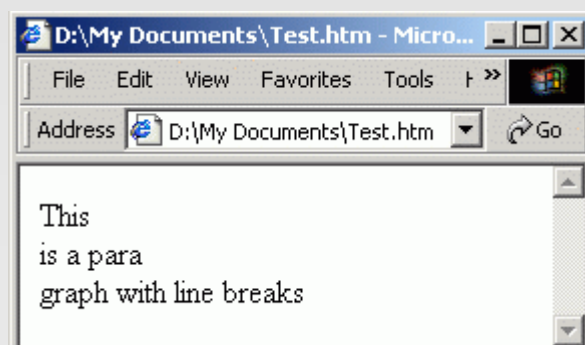 D:\My Documents\Test.htm - Micro...
File Edit View Favorites Tools »
Address D:\My Documents\Test.htm Go
This
is a para
graph with line breaks